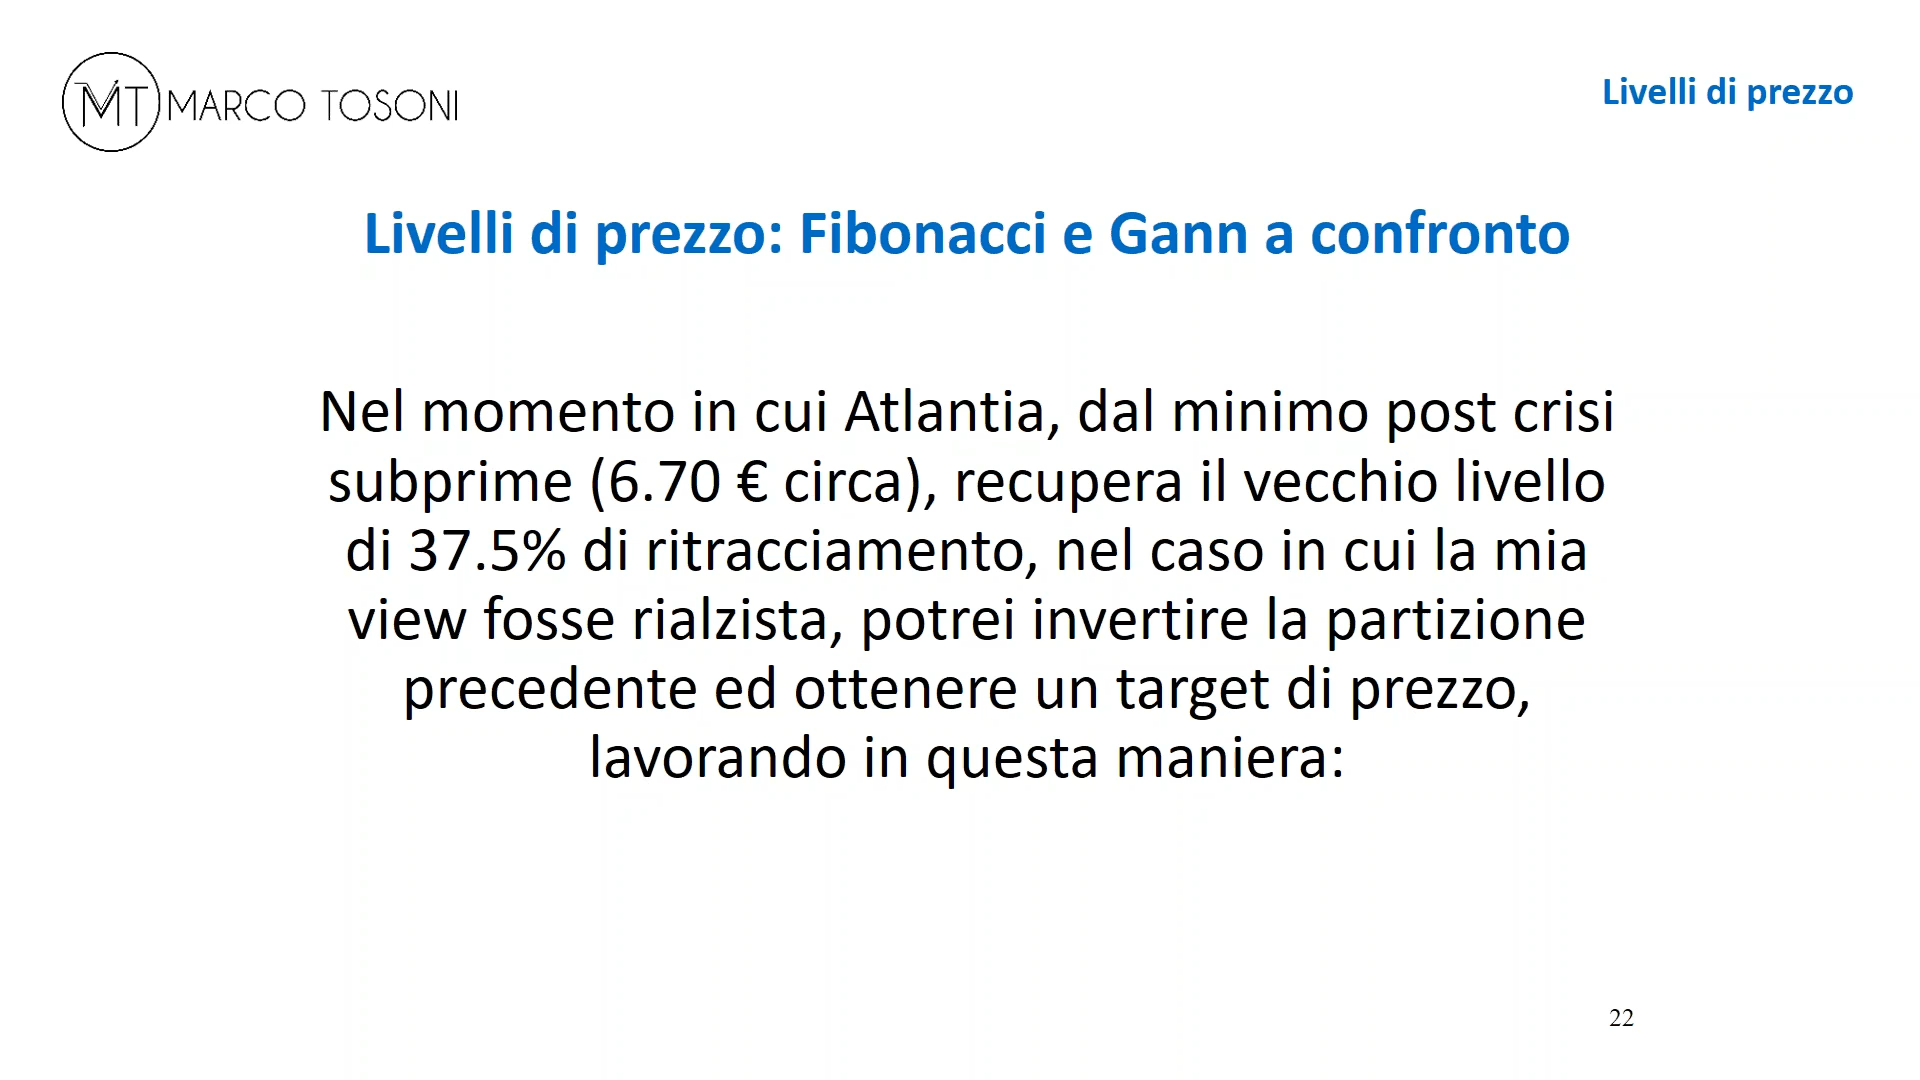 MT MARCO TOSONI
Livelli di prezzo
Livelli di prezzo: Fibonacci e Gann a confronto
Nel momento in cui Atlantia, dal minimo post crisi
subprime (6.70 € circa), recupera il vecchio livello
di 37.5% di ritracciamento, nel caso in cui la mia
view fosse rialzista, potrei invertire la partizione
precedente ed ottenere un target di prezzo,
lavorando in questa maniera:
22